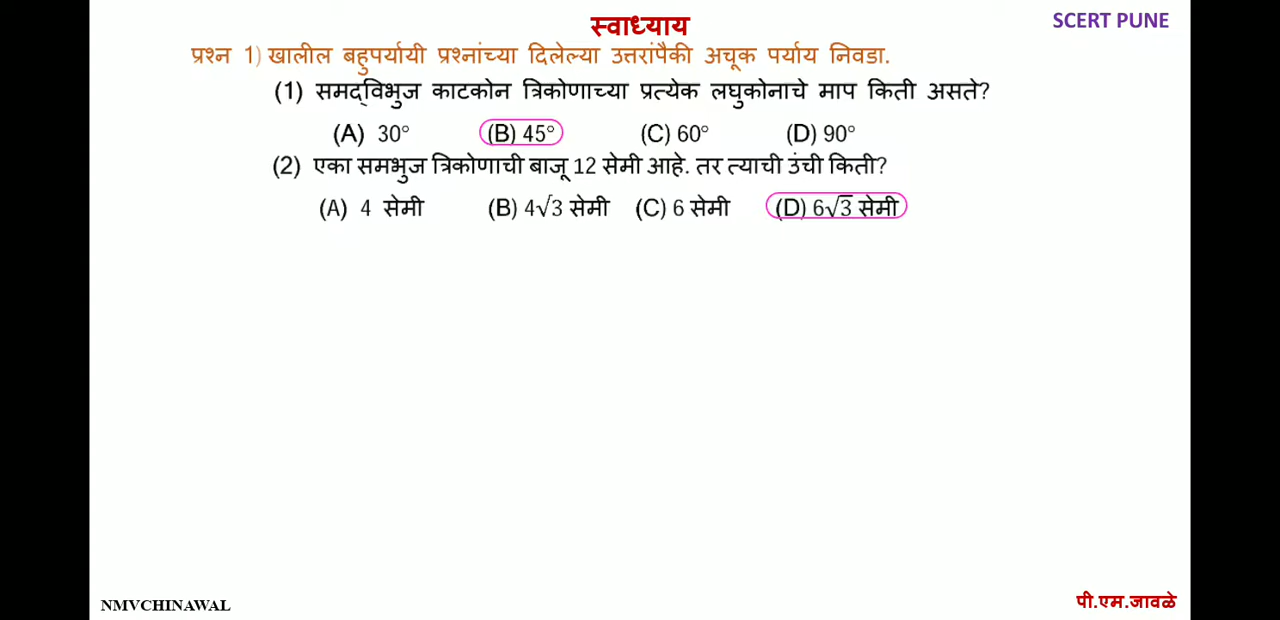 स्वाध्याय
SCERT PUNE
प्रश्न 1) खालील बहुपर्यायी प्रश्नांच्या दिलेल्या उत्तरांपैकी अचूक पर्याय निवडा.
(1) समद्‌विभुज काटकोन त्रिकोणाच्या प्रत्येक लघुकोनाचे माप किती असते?
(A) 30° (B) 45° (C) 60° (D) 90°
(2) एका समभुज त्रिकोणाची बाजू 12 सेमी आहे. तर त्याची उंची किती?
(A) 4 सेमी (B) 4√3 सेमी (C) 6 सेमी (D) 6√3 सेमी
NMVCHINAWAL
पी.एम.जावळे